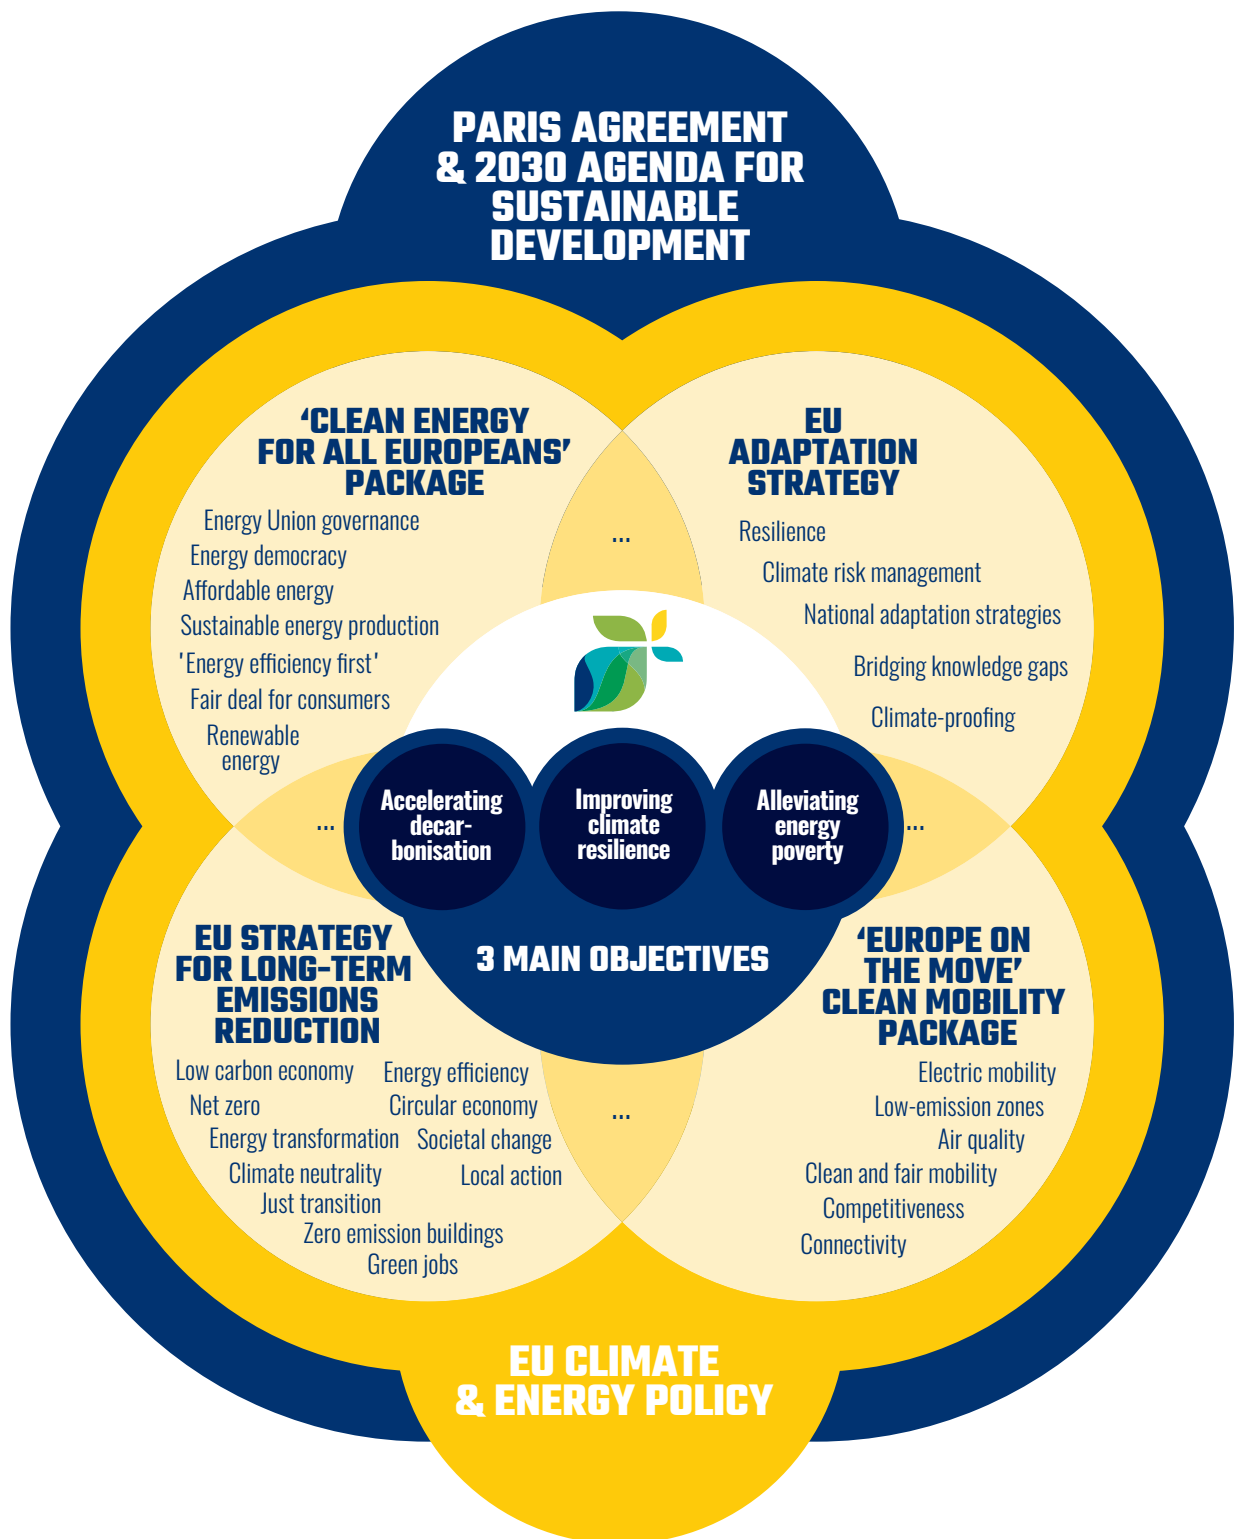 PARIS AGREEMENT
& 2030 AGENDA FOR
SUSTAINABLE
DEVELOPMENT
‘CLEAN ENERGY
FOR ALL EUROPEANS’
PACKAGE
Energy Union governance
Energy democracy
Affordable energy
Sustainable energy production
'Energy efficiency first'
Fair deal for consumers
Renewable
energy
...
EU
ADAPTATION
STRATEGY
Resilience
Climate risk management
National adaptation strategies
Bridging knowledge gaps
Climate-proofing
...
Accelerating
decar-
bonisation
Improving
climate
resilience
Alleviating
energy
poverty
...
3 MAIN OBJECTIVES
EU STRATEGY
FOR LONG-TERM
EMISSIONS
REDUCTION
Low carbon economy
Net zero
Energy transformation
Climate neutrality
Just transition
Zero emission buildings
Green jobs
Energy efficiency
Circular economy
Societal change
Local action
...
‘EUROPE ON
THE MOVE’
CLEAN MOBILITY
PACKAGE
Electric mobility
Low-emission zones
Air quality
Clean and fair mobility
Competitiveness
Connectivity
EU CLIMATE
& ENERGY POLICY